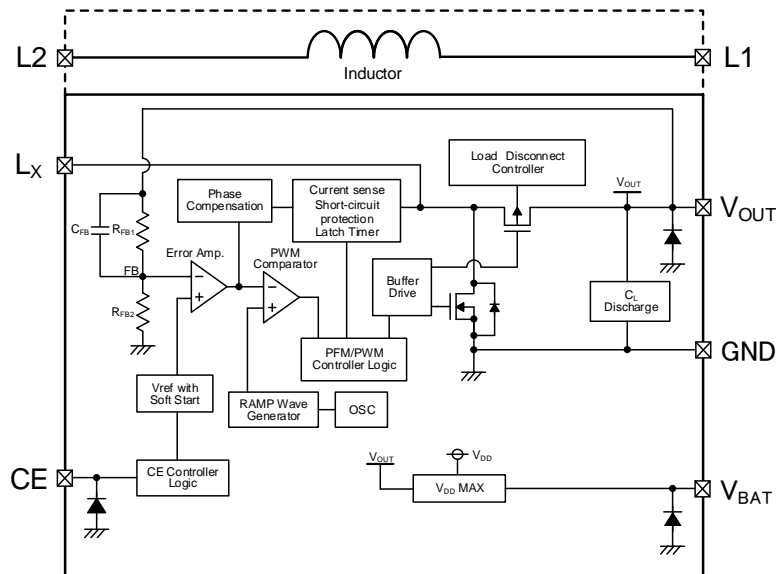 L2
Inductor
L1
LX
Load Disconnect
Controller
Phase
Compensation
Current sense
Short-circuit
protection
Latch Timer
VOUT
VOUT
CFB
RFB1
Error Amp.
PWM
Comparator
FB
Buffer
Drive
CL
Discharge
RFB2
PFM/PWM
Controller Logic
GND
Vref with
Soft Start
RAMP Wave
Generator
OSC
CE
CE Controller
Logic
VOUT
VDD
VDD MAX
VBAT